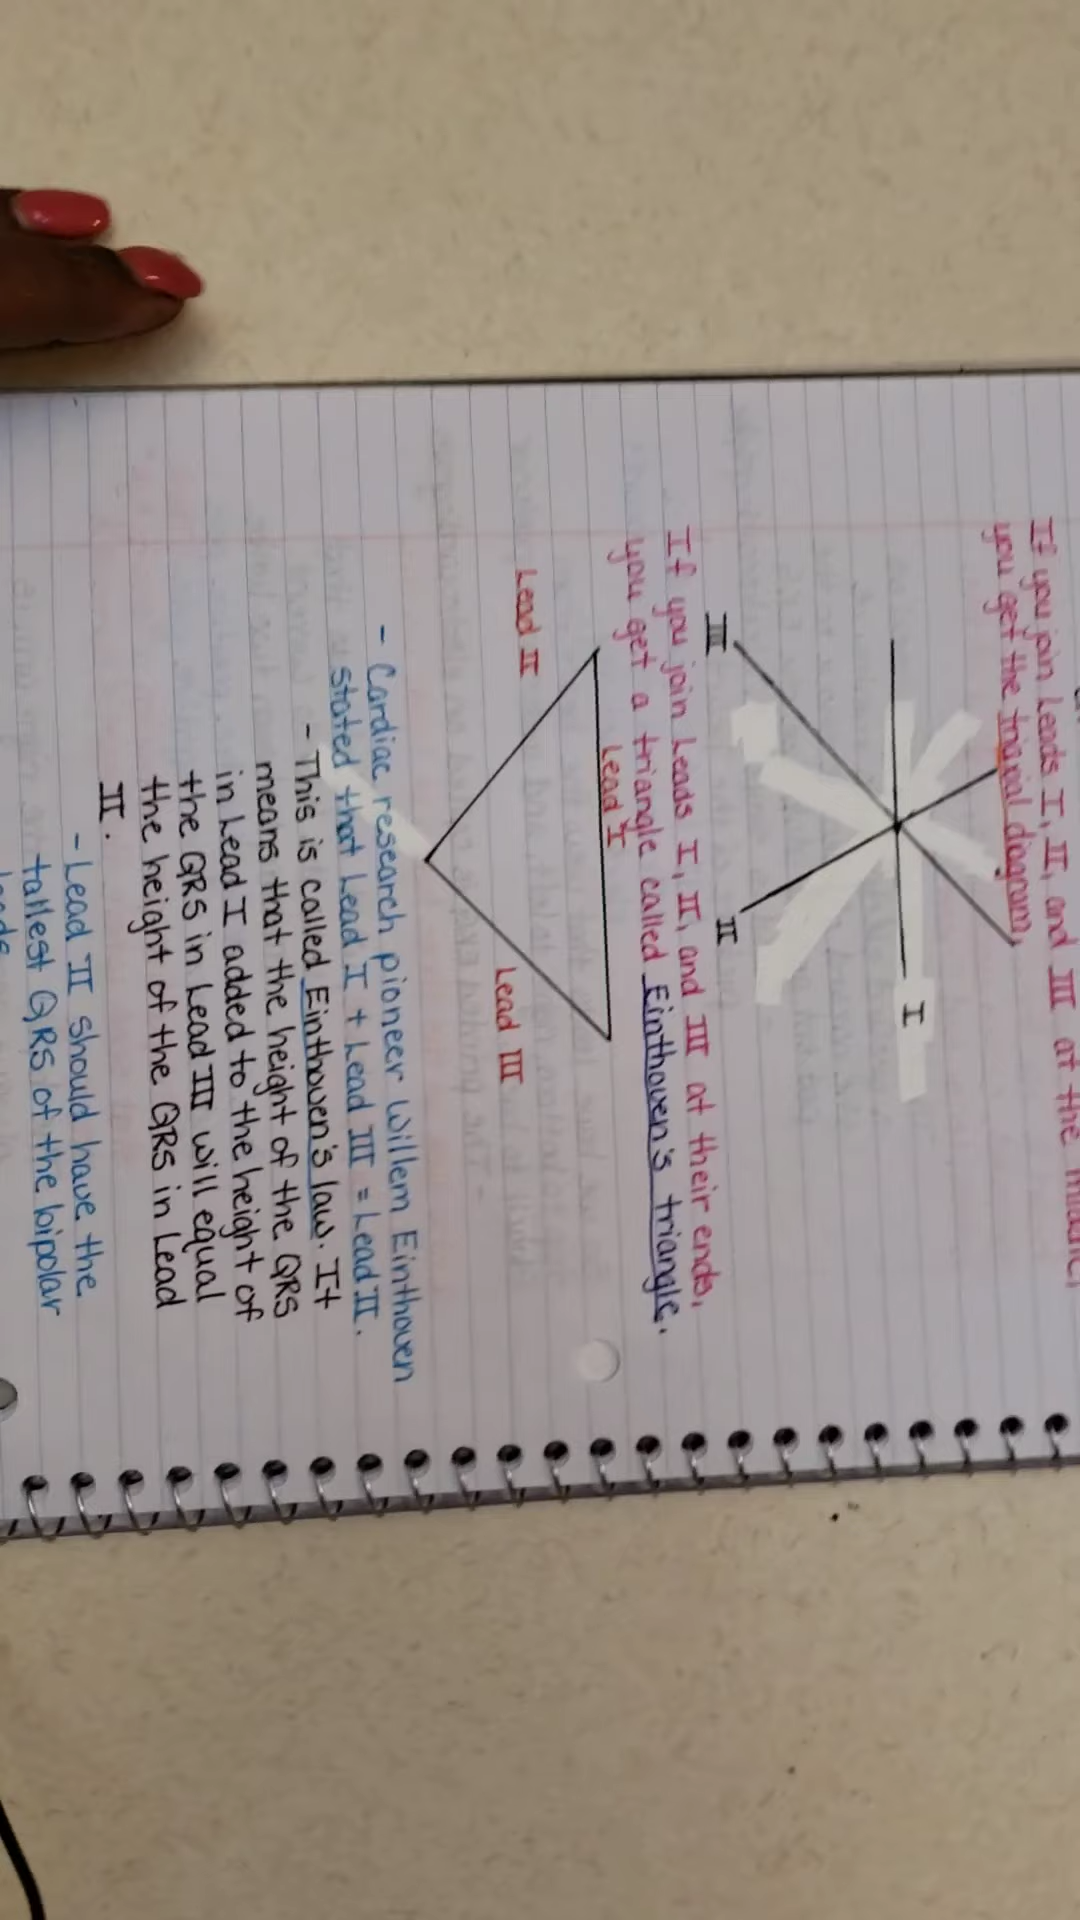 If you join Leads I, II, and III at the middle,
you get the triaxial diagram.
I
III
II
If you join Leads I, II, and III at their ends,
you get a triangle called Einthoven's triangle.
Lead I
Lead II
Lead III
- Cardiac research pioneer Willem Einthoven
stated that Lead I + Lead III = Lead II.
- This is called Einthoven's law. It
means that the height of the QRS
in Lead I added to the height of
the QRS in Lead III will equal
the height of the QRS in Lead
II.
- Lead II should have the
tallest QRS of the bipolar